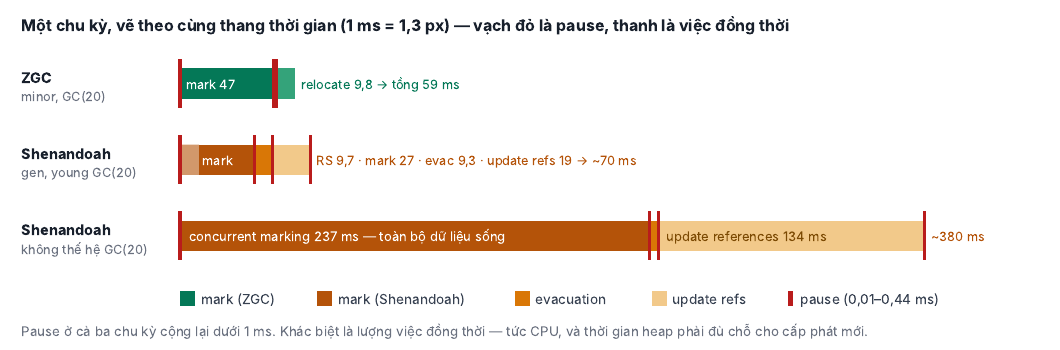 Một chu kỳ, vẽ theo cùng thang thời gian (1 ms = 1,3 px) — vạch đỏ là pause, thanh là việc đồng thời
ZGC
minor, GC(20)
mark 47
relocate 9,8 → tổng 59 ms
Shenandoah
gen, young GC(20)
mark
RS 9,7 · mark 27 · evac 9,3 · update refs 19 → ~70 ms
Shenandoah
không thế hệ GC(20)
concurrent marking 237 ms — toàn bộ dữ liệu sống
update references 134 ms
~380 ms
mark (ZGC)
mark (Shenandoah)
evacuation
update refs
pause (0,01–0,44 ms)
Pause ở cả ba chu kỳ cộng lại dưới 1 ms. Khác biệt là lượng việc đồng thời — tức CPU, và thời gian heap phải đủ chỗ cho cấp phát mới.